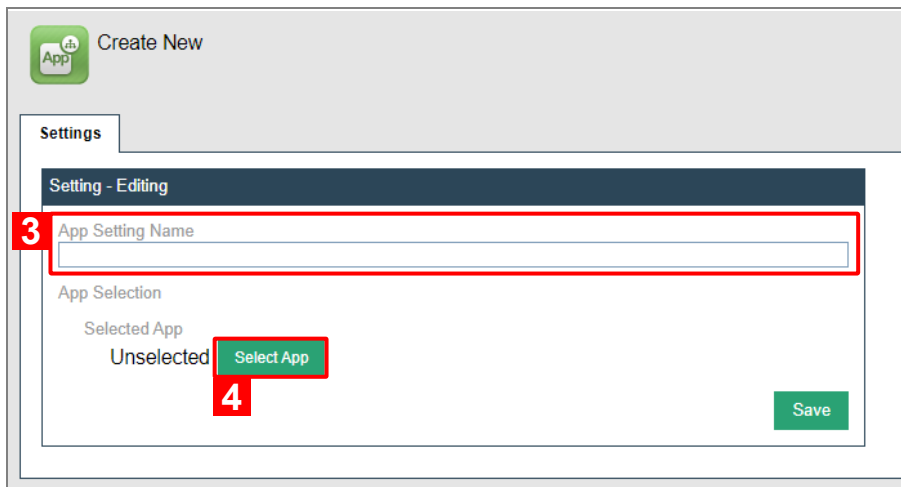 App
Create New
Settings
Setting - Editing
3
App Setting Name
App Selection
Selected App
Unselected Select App
4
Save